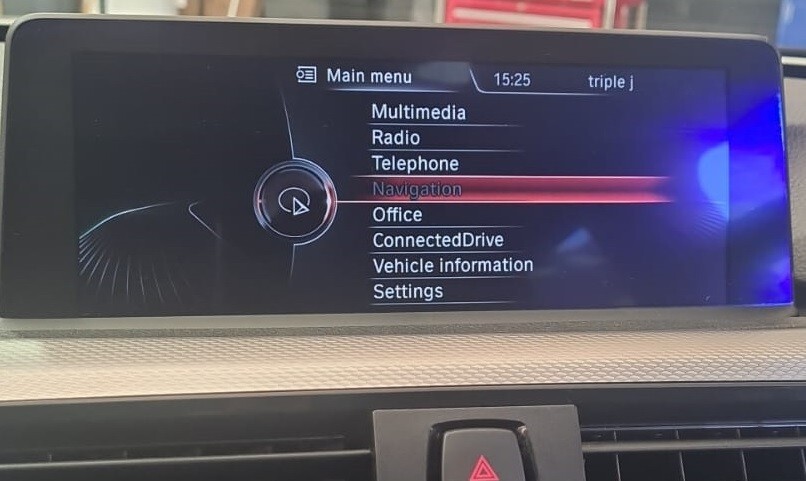 Main menu 15:25 triple j
Multimedia
Radio
Telephone
Navigation
Office
ConnectedDrive
Vehicle information
Settings